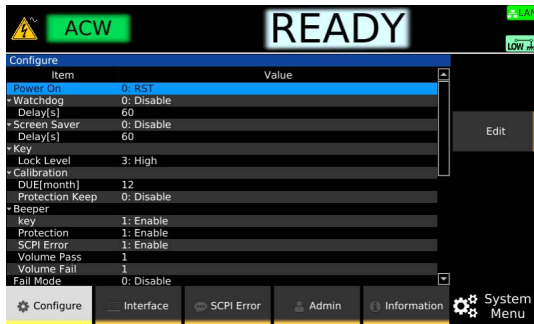 ACW
READY
LAN
LOW
Configure
Item Value
Power On 0: RST
Watchdog 0: Disable
Delay[s] 60
Screen Saver 0: Disable
Delay[s] 60
Key
Lock Level 3: High
Calibration
DUE[month] 12
Protection Keep 0: Disable
Beeper
key 1: Enable
Protection 1: Enable
SCPI Error 1: Enable
Volume Pass 1
Volume Fail 1
Fail Mode 0: Disable
Edit
Configure Interface SCPI Error Admin Information System Menu